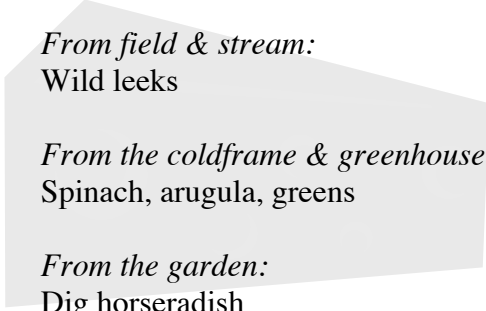 From field & stream:
Wild leeks
From the coldframe & greenhouse
Spinach, arugula, greens
From the garden:
Dig horseradish